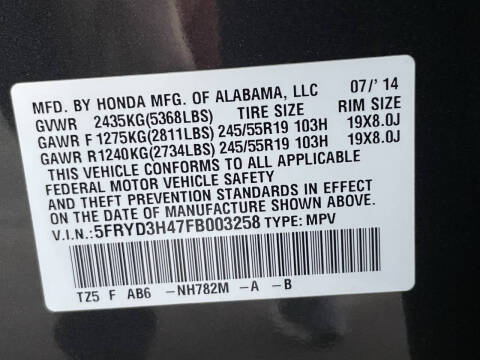 MFD. BY HONDA MFG. OF ALABAMA, LLC 07/' 14
GVWR 2435KG(5368LBS) TIRE SIZE RIM SIZE
GAWR F 1275KG(2811LBS) 245/55R19 103H 19X8.0J
GAWR R1240KG(2734LBS) 245/55R19 103H 19X8.0J
THIS VEHICLE CONFORMS TO ALL APPLICABLE
FEDERAL MOTOR VEHICLE SAFETY
AND THEFT PREVENTION STANDARDS IN EFFECT
ON THE DATE OF MANUFACTURE SHOWN ABOVE.
V.I.N.:5FRYD3H47FB003258 TYPE: MPV
TZ5 F AB6 -NH782M -A -B